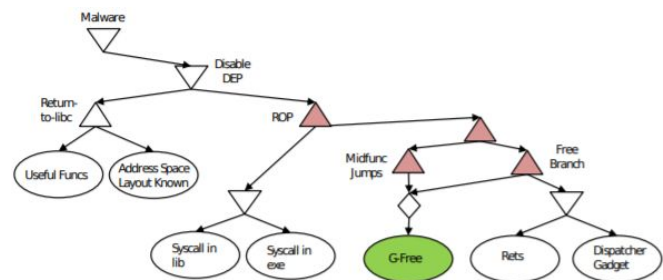 Malware
Disable
DEP
Return-
to-libc
ROP
Useful Funcs
Address Space
Layout Known
Midfunc
Jumps
Free
Branch
Syscall in
lib
Syscall in
exe
G-Free
Rets
Dispatcher
Gadget